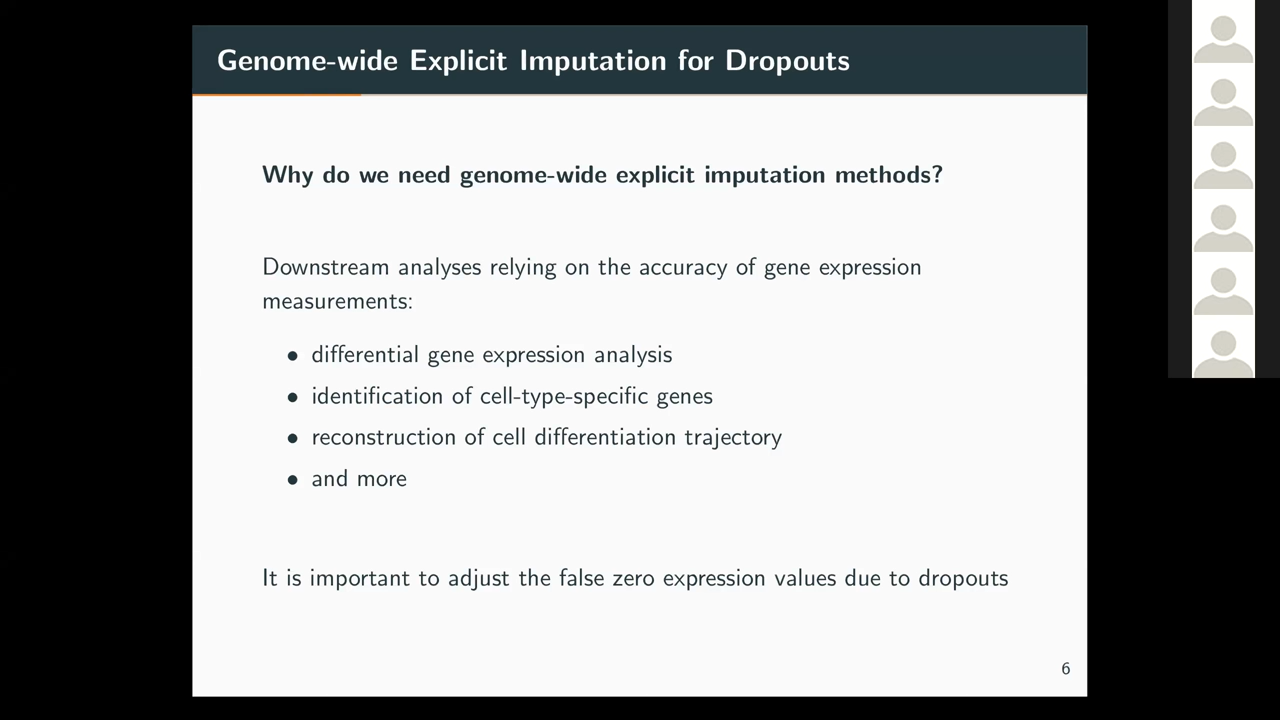 Genome-wide Explicit Imputation for Dropouts
Why do we need genome-wide explicit imputation methods?
Downstream analyses relying on the accuracy of gene expression
measurements:
• differential gene expression analysis
• identification of cell-type-specific genes
• reconstruction of cell differentiation trajectory
• and more
It is important to adjust the false zero expression values due to dropouts
6